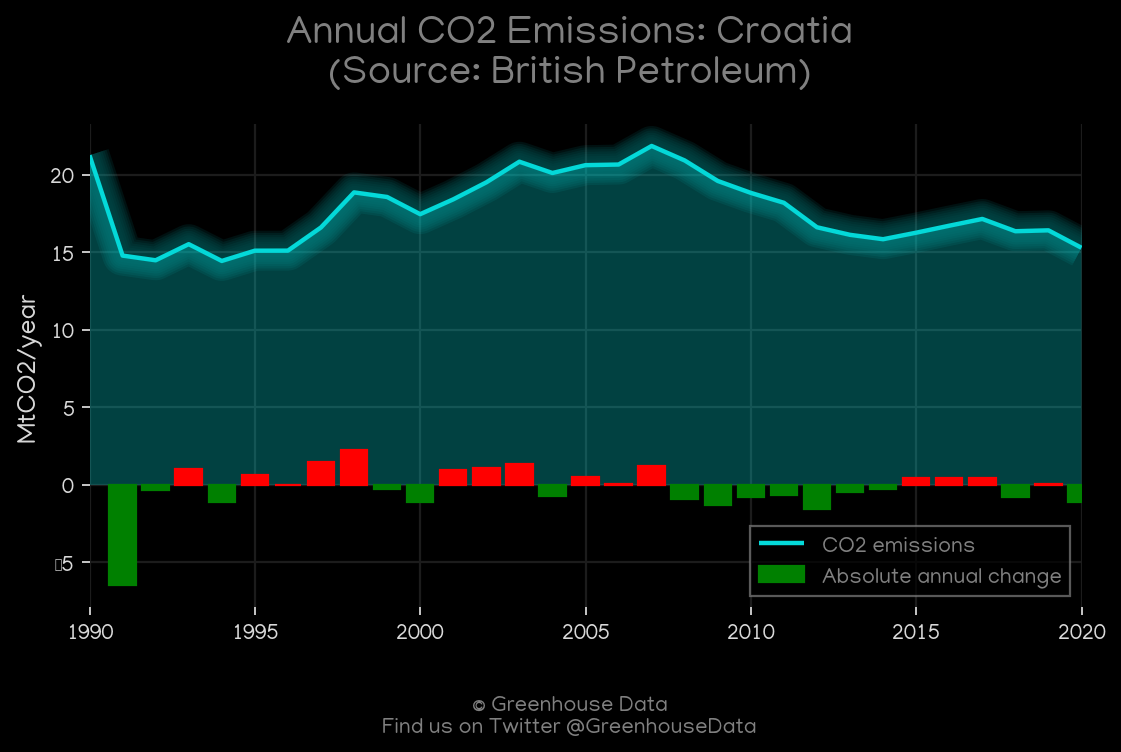 Annual CO2 Emissions: Croatia
(Source: British Petroleum)
MtCO2/year
20
15
10
5
0
▯5
CO2 emissions
Absolute annual change
1990 1995 2000 2005 2010 2015 2020
© Greenhouse Data
Find us on Twitter @GreenhouseData